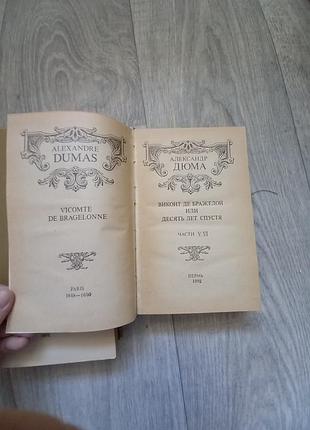 ALEXANDRE
DUMAS
VICOMTE
DE BRAGELONNE
PARIS
1848—1850
АЛЕКСАНДР
ДЮМА
ВИКОНТ ДЕ БРАЖЕЛОН
ИЛИ
ДЕСЯТЬ ЛЕТ СПУСТЯ
ЧАСТИ V, VI
ПЕРМЬ
1992